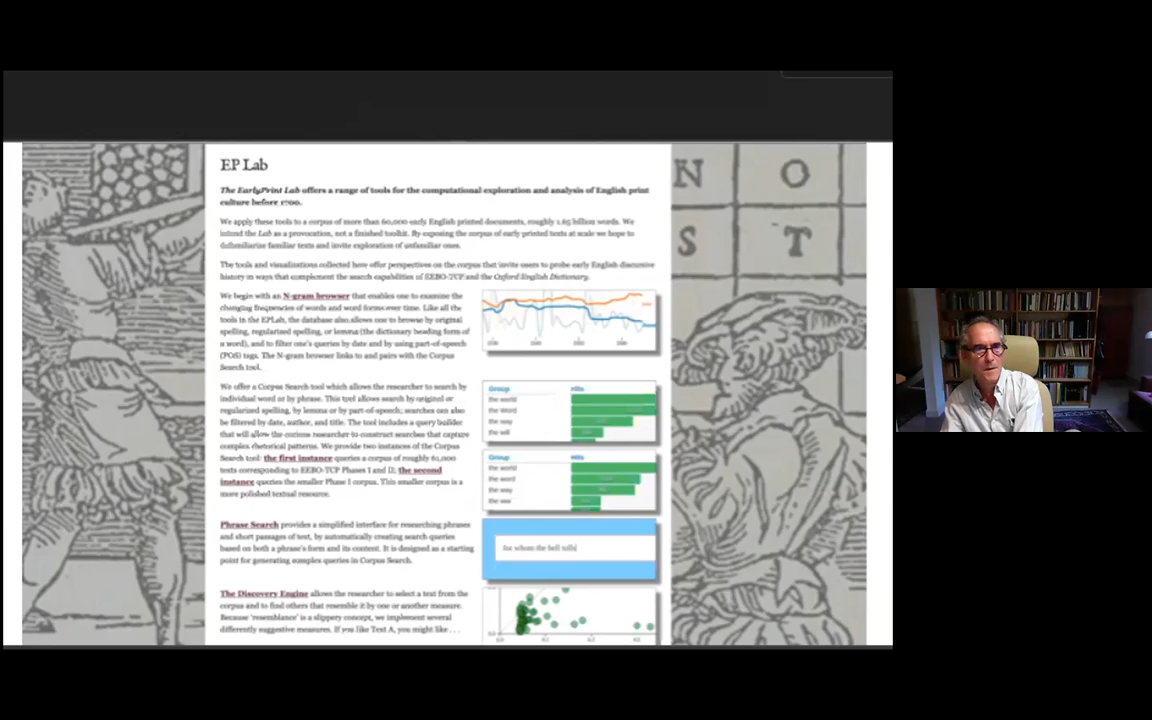 EP Lab
The EarlyPrint Lab offers a range of tools for the computational exploration and analysis of English print
culture before 1700.
We apply these tools to a corpus of more than 60,000 early English printed documents, roughly 1.65 billion words. We
intend the Lab as a provocation, not a finished toolkit. By exposing the corpus of early printed texts at scale we hope to
defamiliarize familiar texts and invite exploration of unfamiliar ones.
The tools and visualizations collected here offer perspectives on the corpus that invite users to probe early English discursive
history in ways that complement the search capabilities of EEBO-TCP and the Oxford English Dictionary.
We begin with an N-gram browser that enables one to examine the
changing frequencies of words and word forms over time. Like all the
tools in the EPLab, the database also allows one to browse by original
spelling, regularized spelling, or lemma (the dictionary heading form of
a word), and to filter one's queries by date and by using part-of-speech
(POS) tags. The N-gram browser links to and pairs with the Corpus
Search tool.
We offer a Corpus Search tool which allows the researcher to search by
individual word or by phrase. This tool allows search by original or
regularized spelling, by lemma or by part-of-speech; searches can also
be filtered by date, author, and title. The tool includes a query builder
that will allow the curious researcher to construct searches that capture
complex rhetorical patterns. We provide two instances of the Corpus
Search tool: the first instance queries a corpus of roughly 61,000
texts corresponding to EEBO-TCP Phases I and II; the second
instance queries the smaller Phase I corpus. This smaller corpus is a
more polished textual resource.
Group
Hits
the world
the Word
the way
the will
Group
Hits
the world
the word
the way
the war
Phrase Search provides a simplified interface for researching phrases
and short passages of text, by automatically creating search queries
based on both a phrase's form and its content. It is designed as a starting
point for generating complex queries in Corpus Search.
for whom the bell tolls
The Discovery Engine allows the researcher to select a text from the
corpus and to find others that resemble it by one or another measure.
Because 'resemblance' is a slippery concept, we implement several
differently suggestive measures. If you like Text A, you might like . . .
N O
S T